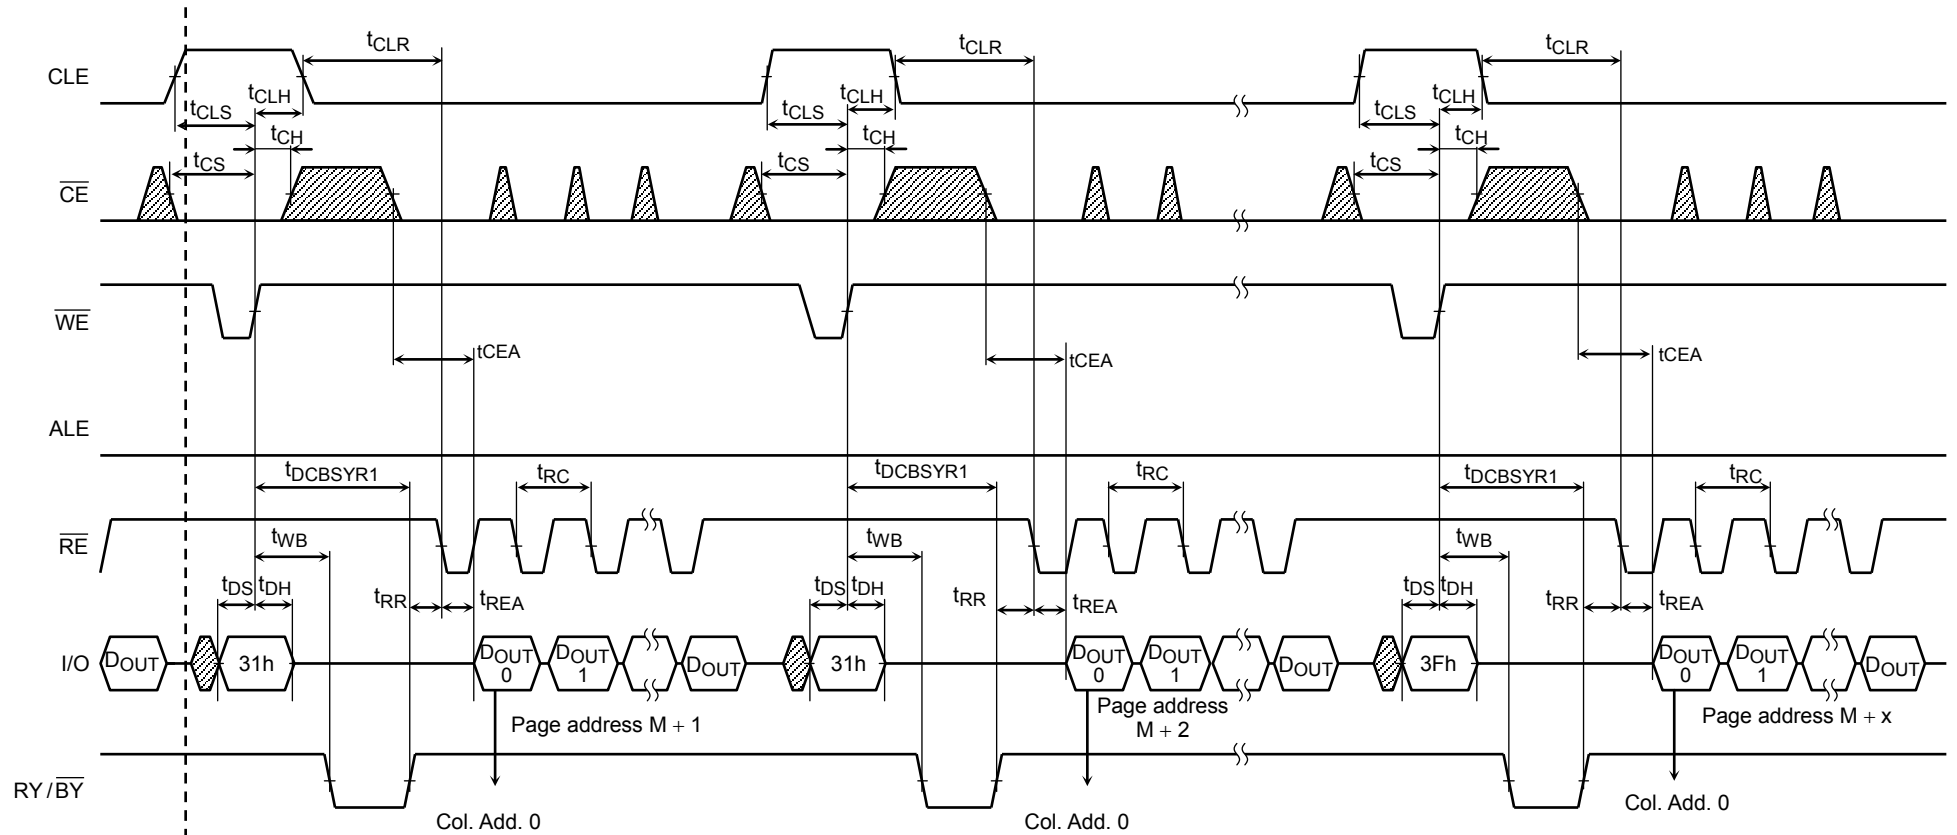 tCLR tCLR tCLR
CLE
tCLH tCLH tCLH
tCLS tCLS tCLS
tCH tCH tCH
tCS tCS tCS
CE
WE
tCEA tCEA tCEA
ALE
tDCBSYR1 tDCBSYR1 tDCBSYR1
tRC tRC tRC
RE
tWB tWB tWB
tDS tDH tDS tDH tDS tDH
tRR tREA tRR tREA tRR tREA
I/O DOUT 31h DOUT 0 DOUT 1 DOUT 31h DOUT 0 DOUT 1 DOUT 3Fh DOUT 0 DOUT 1 DOUT
Page address M + 1
Page address
M + 2
Page address M + x
RY/BY
Col. Add. 0 Col. Add. 0 Col. Add. 0